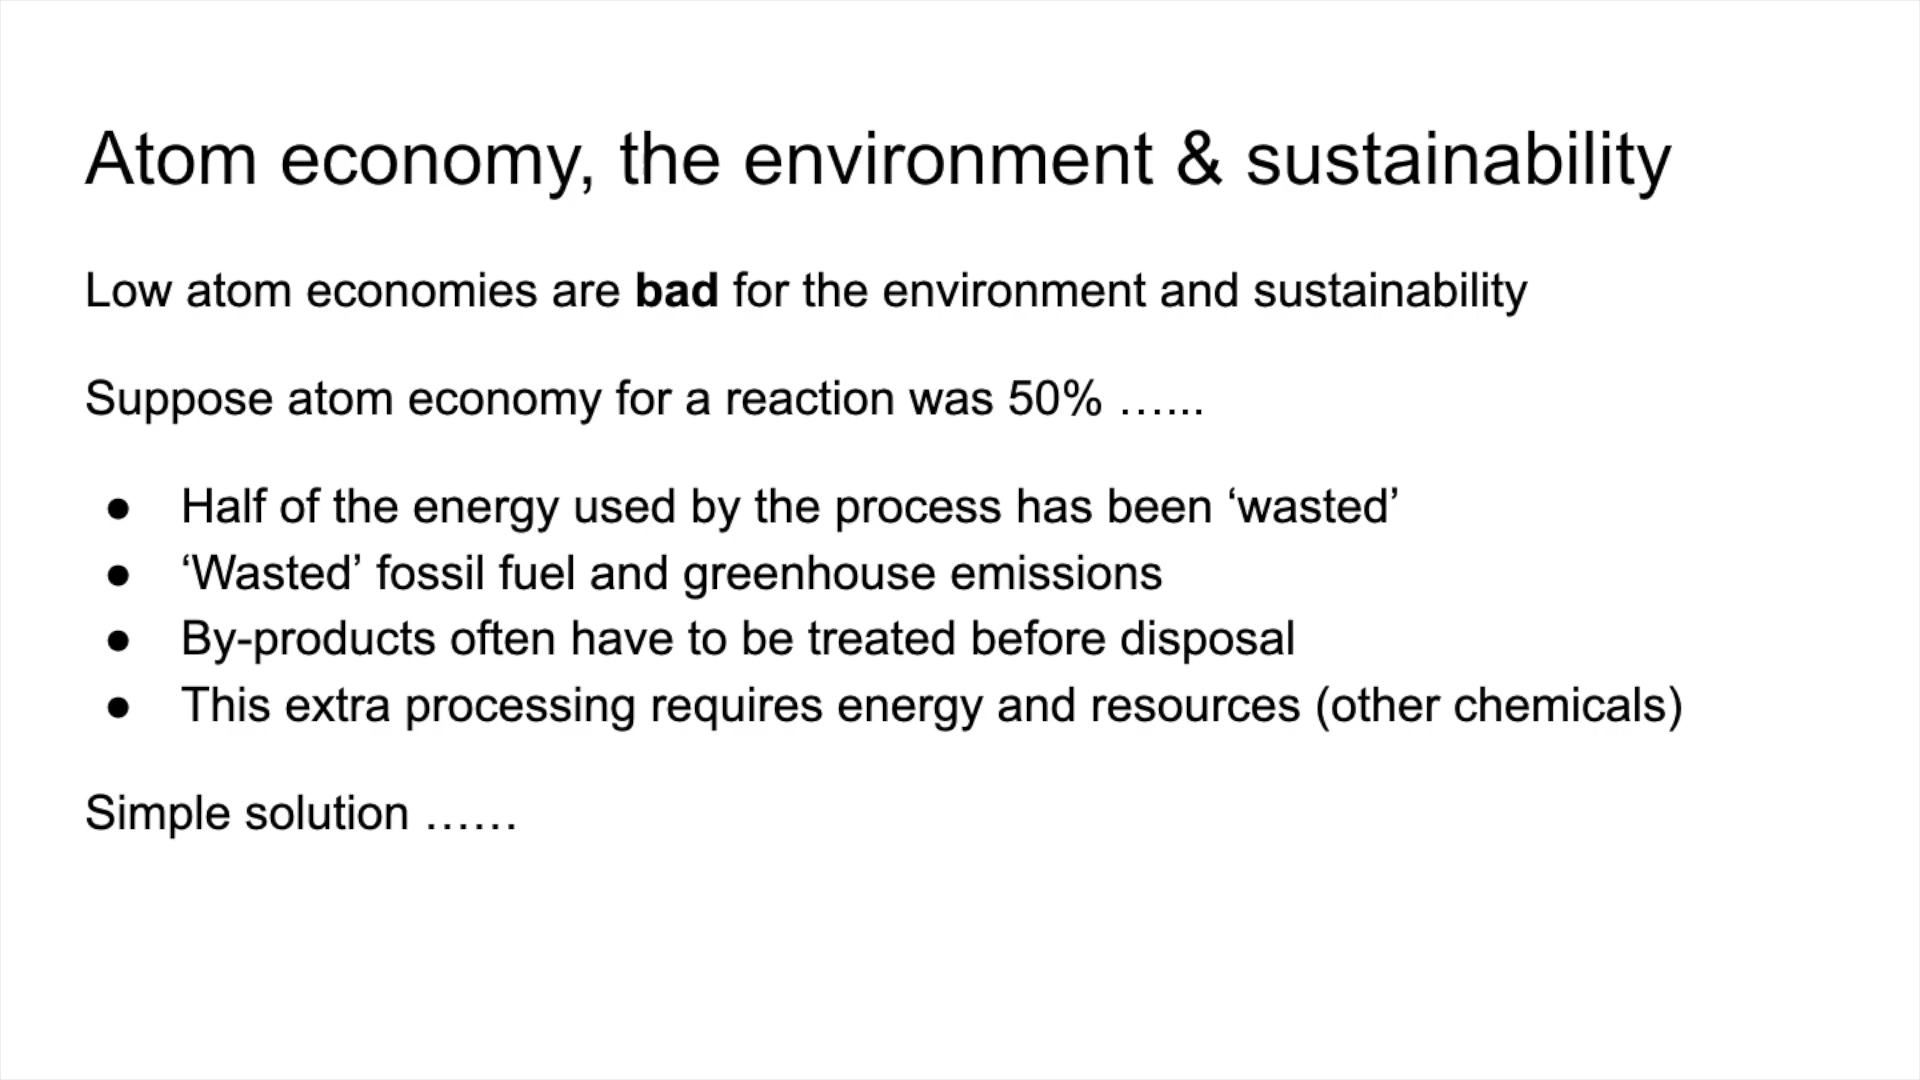 Atom economy, the environment & sustainability
Low atom economies are bad for the environment and sustainability
Suppose atom economy for a reaction was 50% …...
● Half of the energy used by the process has been ‘wasted’
● ‘Wasted’ fossil fuel and greenhouse emissions
● By-products often have to be treated before disposal
● This extra processing requires energy and resources (other chemicals)
Simple solution ……